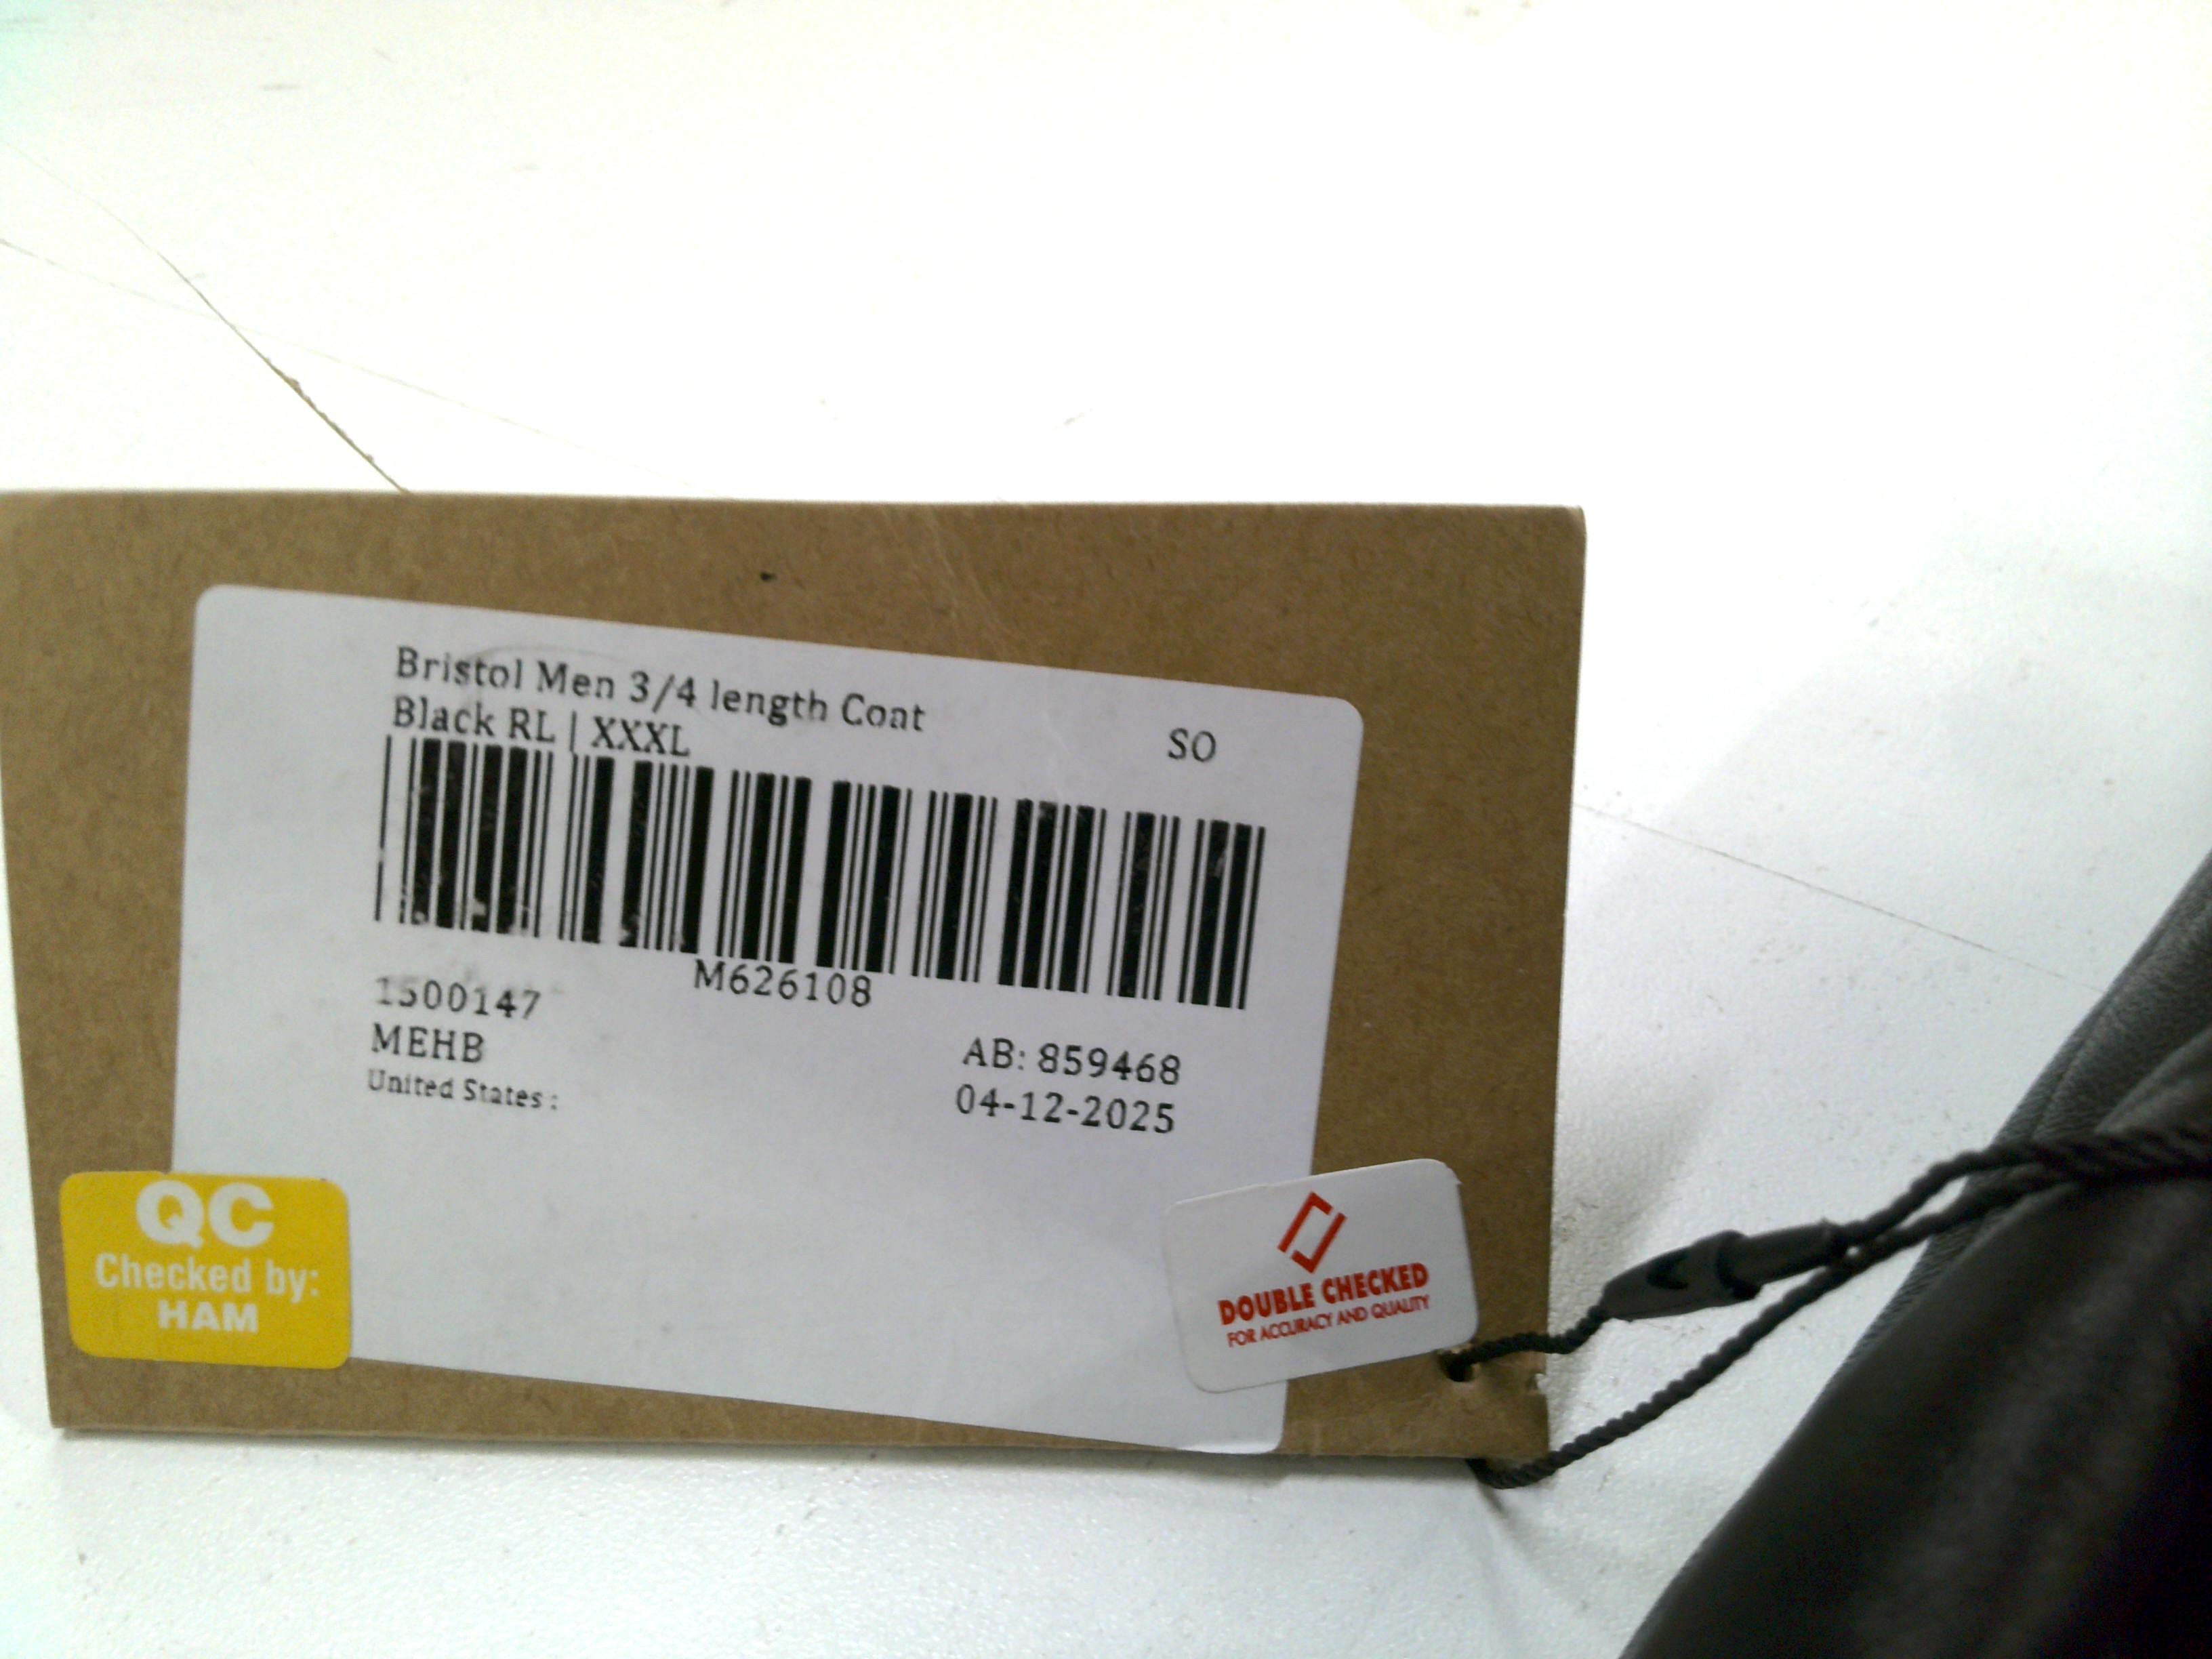 Bristol Men 3/4 length Coat
Black RL | XXXL
SO
M626108
1500147
MEHB
United States :
AB: 859468
04-12-2025
QC
Checked by:
HAM
DOUBLE CHECKED
FOR ACCURACY AND QUALITY